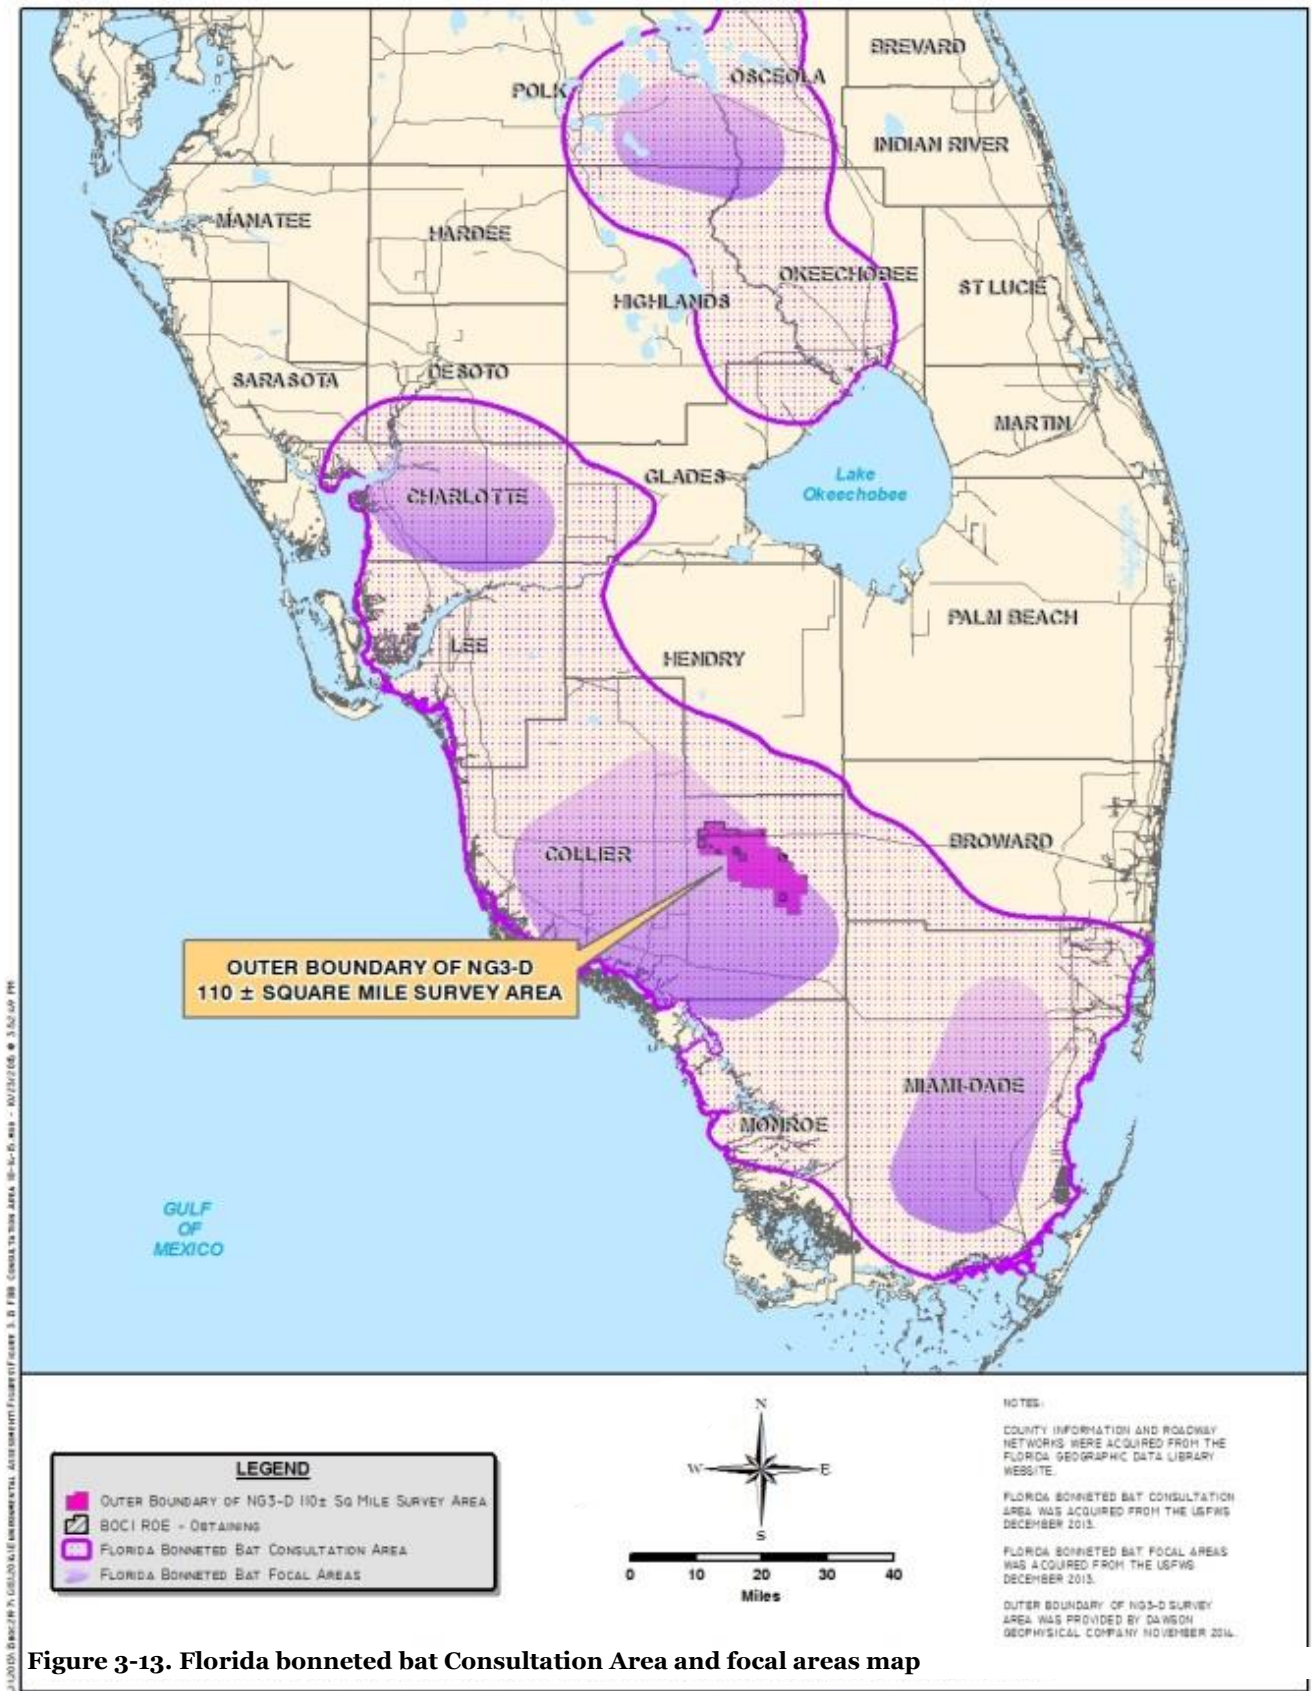 BREVARD
OSCEOLA
POLK
INDIAN RIVER
MANATEE
HARDEE
OKEECHOBEE
ST LUCIE
HIGHLANDS
DESOTO
SARASOTA
MARTIN
GLADES
Lake
Okeechobee
CHARLOTTE
PALM BEACH
LEE
HENDRY
BROWARD
COLLIER
OUTER BOUNDARY OF NG3-D
110 ± SQUARE MILE SURVEY AREA
MIAMI-DADE
MONROE
GULF
OF
MEXICO
LEGEND
OUTER BOUNDARY OF NG3-D 110± SQ MILE SURVEY AREA
BOCI ROE - OBTAINING
FLORIDA BONNETED BAT CONSULTATION AREA
FLORIDA BONNETED BAT FOCAL AREAS
N
W E
S
0 10 20 30 40
Miles
NOTES:
COUNTY INFORMATION AND ROADWAY
NETWORKS WERE ACQUIRED FROM THE
FLORIDA GEOGRAPHIC DATA LIBRARY
WEBSITE.
FLORIDA BONNETED BAT CONSULTATION
AREA WAS ACQUIRED FROM THE USFWS
DECEMBER 2013.
FLORIDA BONNETED BAT FOCAL AREAS
WAS ACQUIRED FROM THE USFWS
DECEMBER 2013.
OUTER BOUNDARY OF NG3-D SURVEY
AREA WAS PROVIDED BY DAWSON
GEOPHYSICAL COMPANY NOVEMBER 2014.
Figure 3-13. Florida bonneted bat Consultation Area and focal areas map